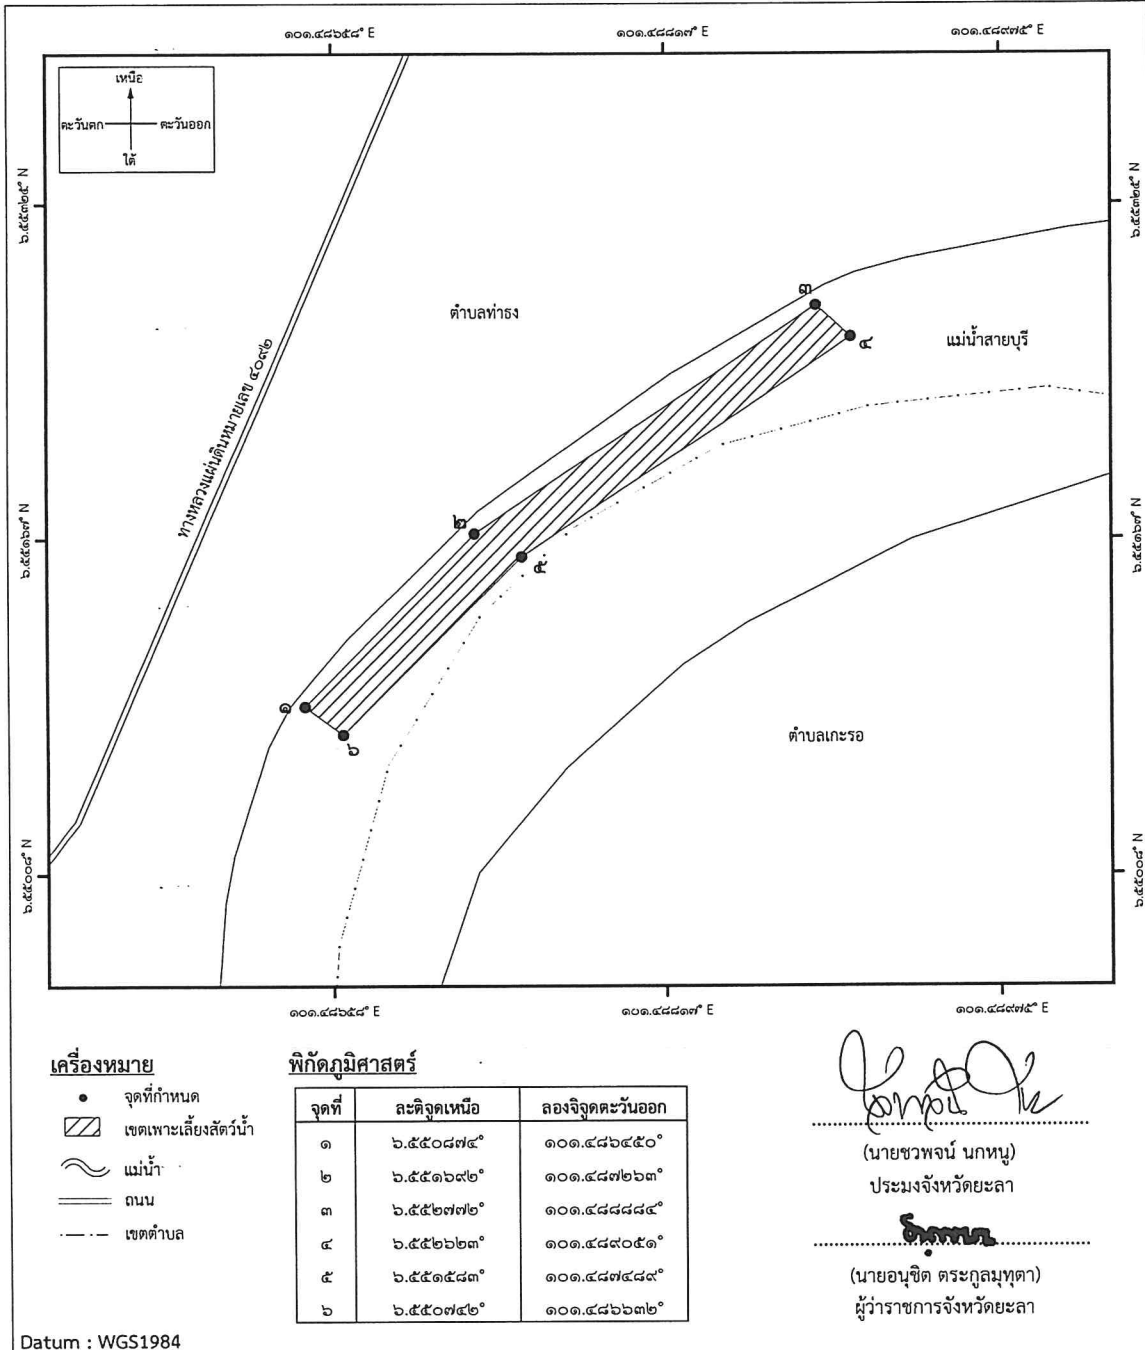 ๑๐๑.๔๘๖๕๘° E
๑๐๑.๔๘๘๑๗° E
๑๐๑.๔๘๙๗๕° E
เหนือ
ตะวันตก
ตะวันออก
ใต้
๖.๕๕๓๒๕° N
๖.๕๕๓๒๕° N
๓
ตำบลท่าธง
๔
แม่น้ำสายบุรี
ทางหลวงแผ่นดินหมายเลข ๔๐๙๒
๒
๖.๕๕๑๖๗° N
๖.๕๕๑๖๗° N
๕
๑
๖
ตำบลเกะรอ
๖.๕๕๐๐๘° N
๖.๕๕๐๐๘° N
๑๐๑.๔๘๖๕๘° E
๑๐๑.๔๘๘๑๗° E
๑๐๑.๔๘๙๗๕° E
เครื่องหมาย
จุดที่กำหนด
เขตเพาะเลี้ยงสัตว์น้ำ
แม่น้ำ
ถนน
เขตตำบล
พิกัดภูมิศาสตร์
จุดที่ ละติจูดเหนือ ลองจิจูดตะวันออก
๑ ๖.๕๕๐๘๗๔° ๑๐๑.๔๘๖๔๕๐°
๒ ๖.๕๕๑๖๙๒° ๑๐๑.๔๘๗๒๖๓°
๓ ๖.๕๕๒๗๗๒° ๑๐๑.๔๘๘๘๘๔°
๔ ๖.๕๕๒๖๒๓° ๑๐๑.๔๘๙๐๕๑°
๕ ๖.๕๕๑๕๘๓° ๑๐๑.๔๘๗๔๘๙°
๖ ๖.๕๕๐๗๔๒° ๑๐๑.๔๘๖๖๓๒°
(นายชวพจน์ นกหนู)
ประมงจังหวัดยะลา
(นายอนุชิต ตระกูลมุทุตา)
ผู้ว่าราชการจังหวัดยะลา
Datum : WGS1984